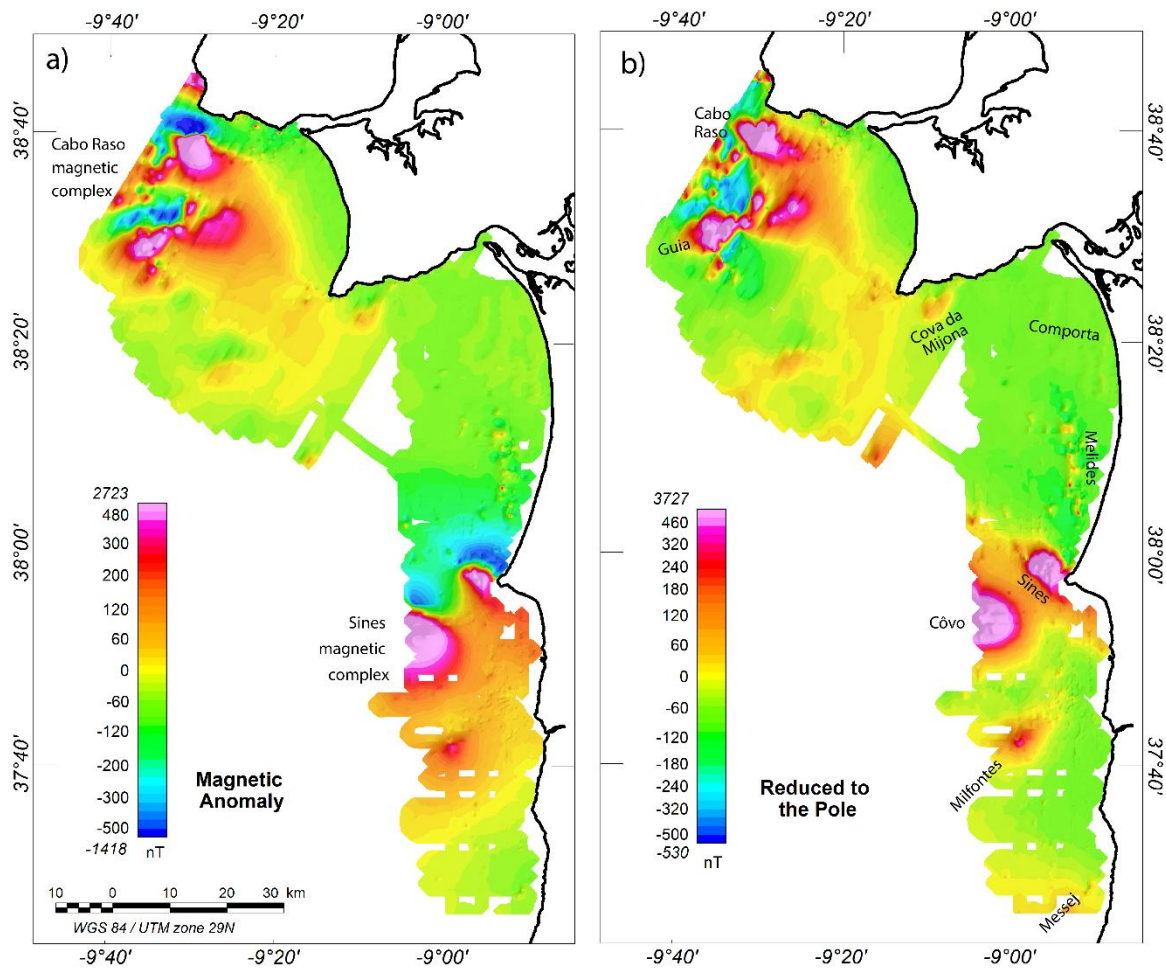 -9°40'
-9°20'
-9°00'
-9°40'
-9°20'
-9°00'
a)
b)
38°40'
38°20'
38°00'
37°40'
38°40'
38°20'
38°00'
37°40'
Cabo Raso
magnetic
complex
Sines
magnetic
complex
2723
480
300
200
120
60
0
-60
-120
-200
-300
-500
-1418
nT
Magnetic
Anomaly
10 0 10 20 30 km
WGS 84 / UTM zone 29N
Cabo
Raso
Guia
Cova da
Mijona
Comporta
Melides
Sines
Côvo
Milfontes
Messej
3727
460
320
240
180
120
60
0
-60
-120
-180
-240
-320
-500
-530
nT
Reduced to
the Pole
-9°40'
-9°20'
-9°00'
-9°40'
-9°20'
-9°00'